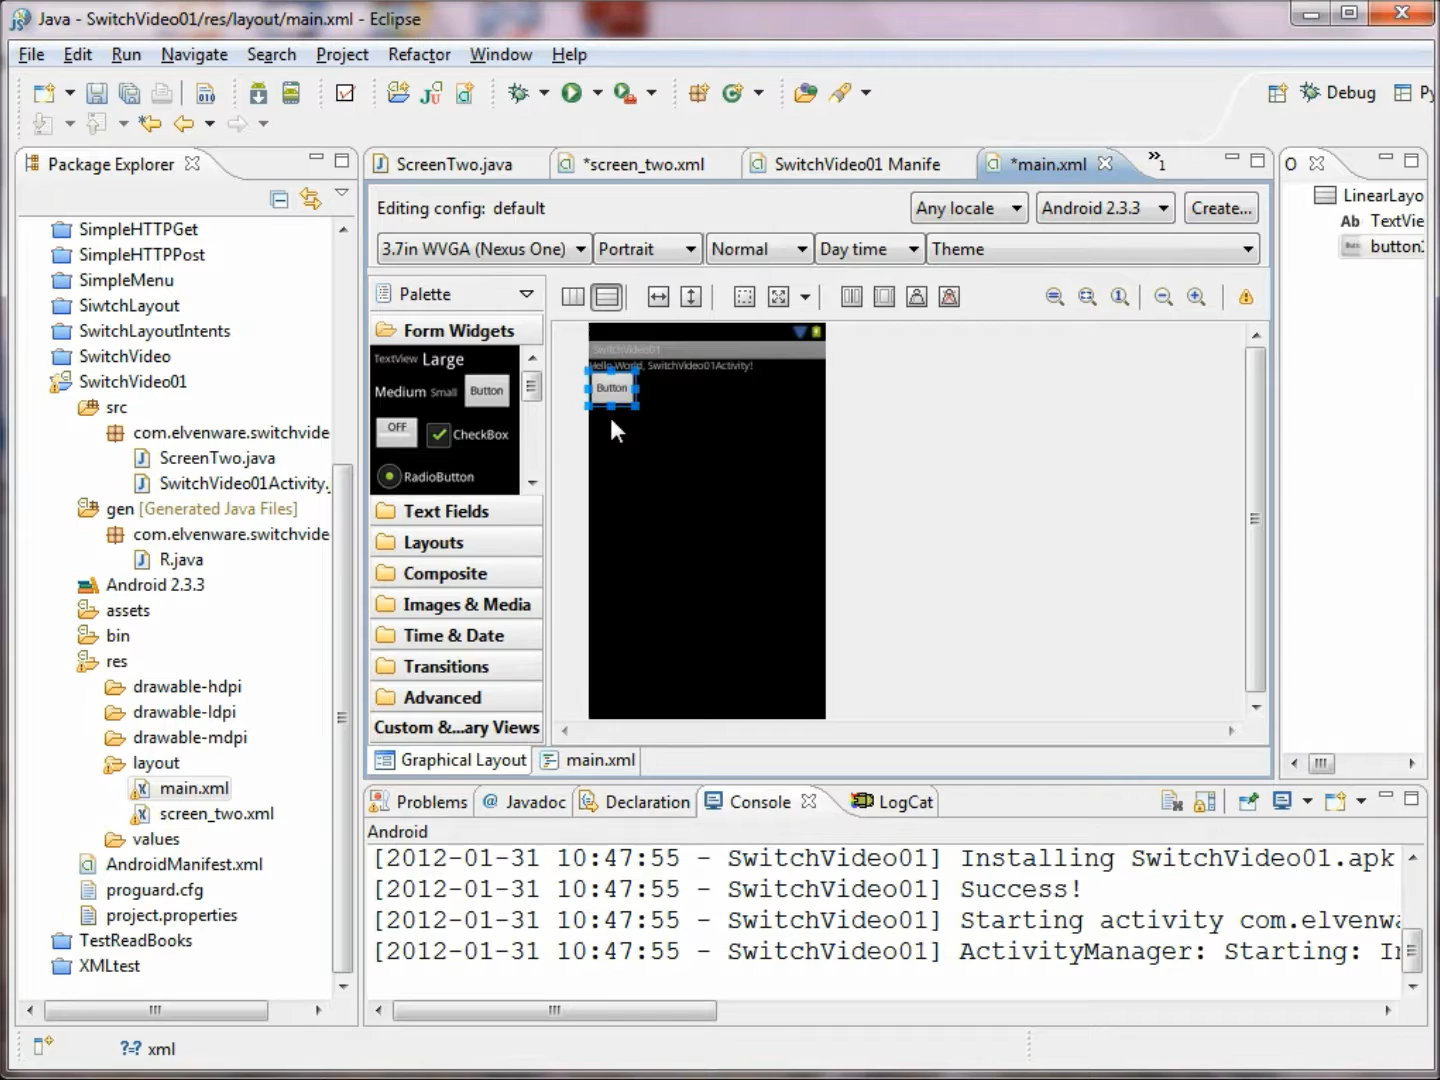 Java - SwitchVideo01/res/layout/main.xml - Eclipse
File Edit Run Navigate Search Project Refactor Window Help
Debug Py
Package Explorer
SimpleHTTPGet
SimpleHTTPPost
SimpleMenu
SiwtchLayout
SwitchLayoutIntents
SwitchVideo
SwitchVideo01
src
com.elvenware.switchvide
ScreenTwo.java
SwitchVideo01Activity.
gen [Generated Java Files]
com.elvenware.switchvide
R.java
Android 2.3.3
assets
bin
res
drawable-hdpi
drawable-ldpi
drawable-mdpi
layout
main.xml
screen_two.xml
values
AndroidManifest.xml
proguard.cfg
project.properties
TestReadBooks
XMLtest
ScreenTwo.java *screen_two.xml SwitchVideo01 Manife *main.xml »1
Editing config: default Any locale Android 2.3.3 Create...
3.7in WVGA (Nexus One) Portrait Normal Day time Theme
Palette
Form Widgets
TextView Large
Medium Small Button
OFF CheckBox
RadioButton
Text Fields
Layouts
Composite
Images & Media
Time & Date
Transitions
Advanced
Custom &...ary Views
SwitchVideo01
Hello World, SwitchVideo01Activity!
Button
Graphical Layout main.xml
O
LinearLayo
Ab TextVie
button
Problems @ Javadoc Declaration Console LogCat
Android
[2012-01-31 10:47:55 - SwitchVideo01] Installing SwitchVideo01.apk
[2012-01-31 10:47:55 - SwitchVideo01] Success!
[2012-01-31 10:47:55 - SwitchVideo01] Starting activity com.elvenwa
[2012-01-31 10:47:55 - SwitchVideo01] ActivityManager: Starting: In
?-? xml